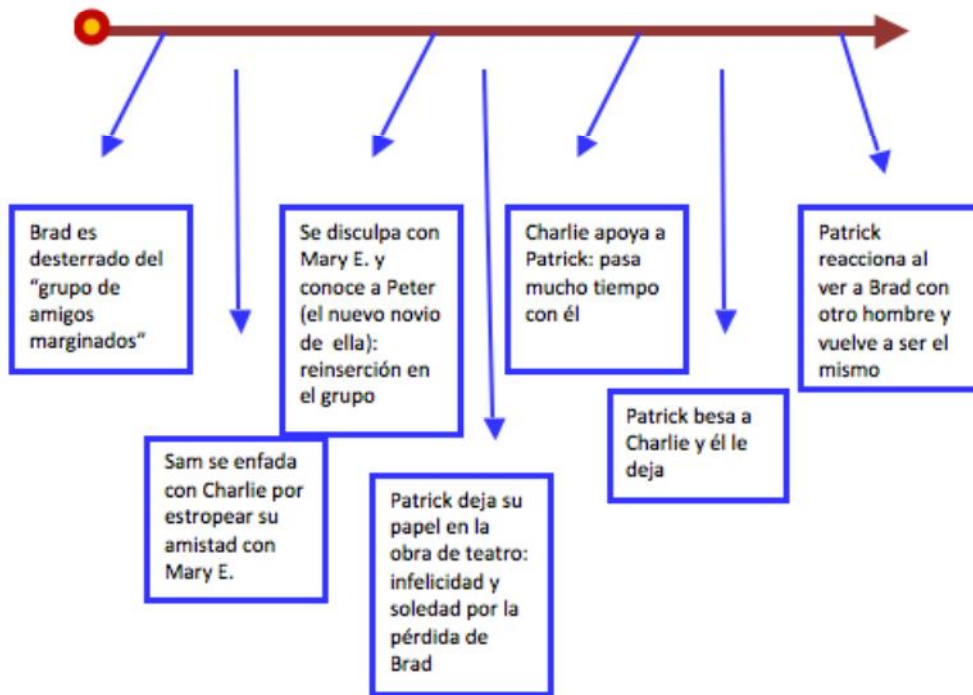 Brad es
desterrado del
“grupo de
amigos
marginados“
Sam se enfada
con Charlie por
estropear su
amistad con
Mary E.
Se disculpa con
Mary E. y
conoce a Peter
(el nuevo novio
de ella):
reinserción en
el grupo
Patrick deja su
papel en la
obra de teatro:
infelicidad y
soledad por la
pérdida de
Brad
Charlie apoya a
Patrick: pasa
mucho tiempo
con él
Patrick besa a
Charlie y él le
deja
Patrick
reacciona al
ver a Brad con
otro hombre y
vuelve a ser el
mismo